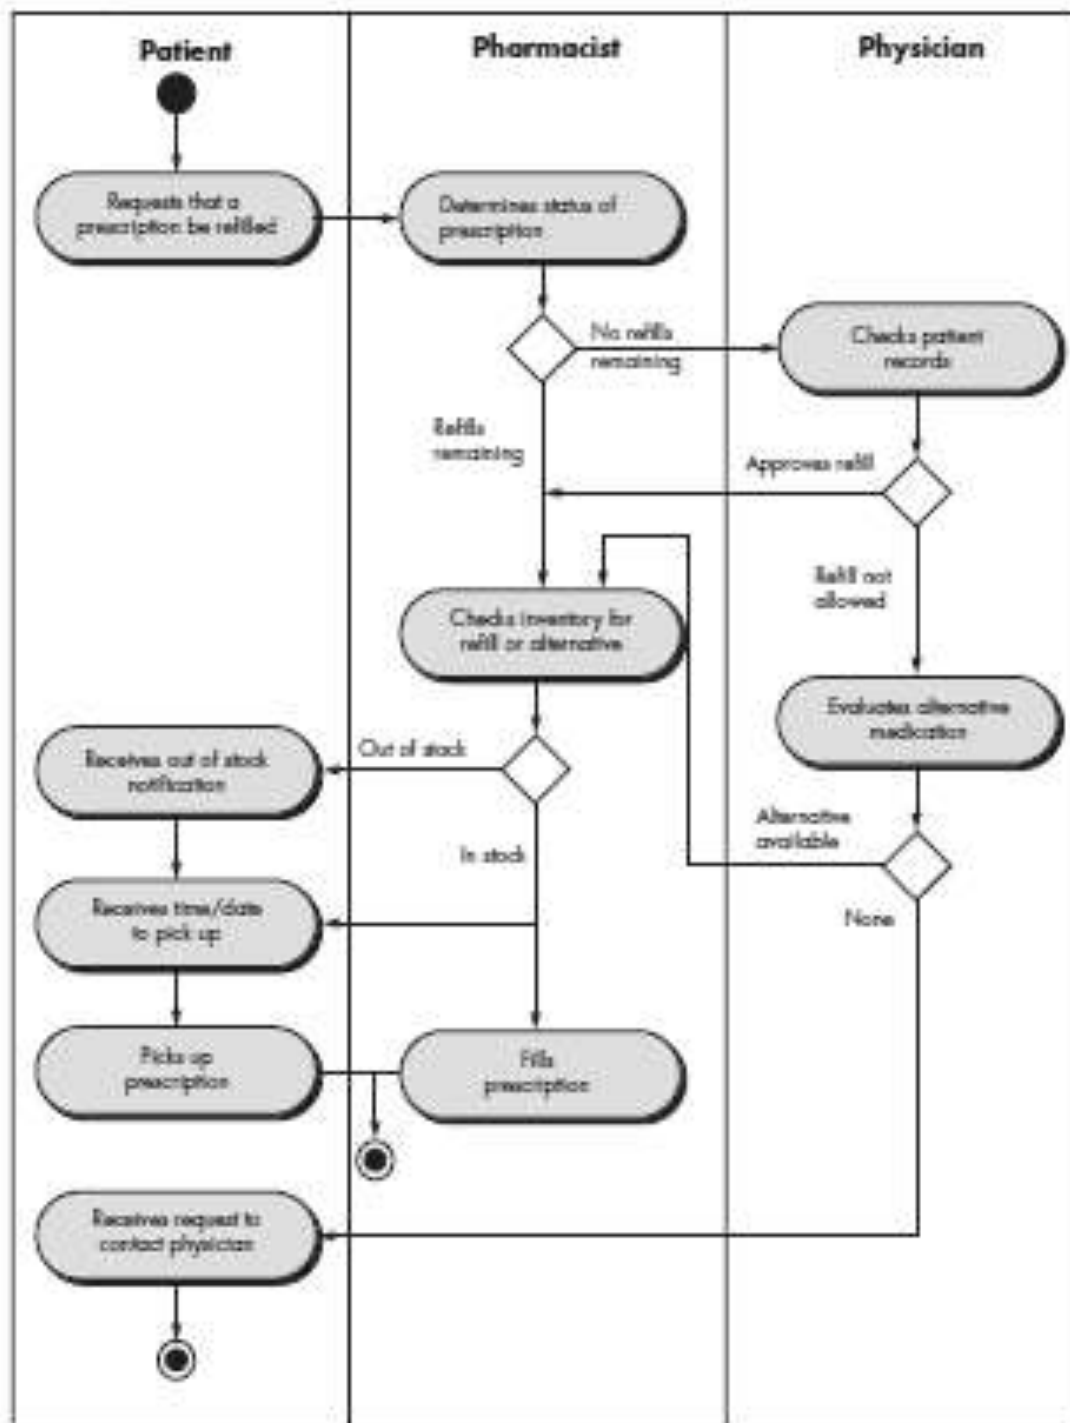 Patient
Pharmacist
Physician
Requests that a
prescription be refilled
Determines status of
prescription
No refills
remaining
Checks patient
records
Refills
remaining
Approves refill
Refill not
allowed
Checks inventory for
refill or alternative
Evaluates alternative
medication
Out of stock
Receives out of stock
notification
In stock
Alternative
available
None
Receives time/date
to pick up
Picks up
prescription
Fills
prescription
Receives request to
contact physician